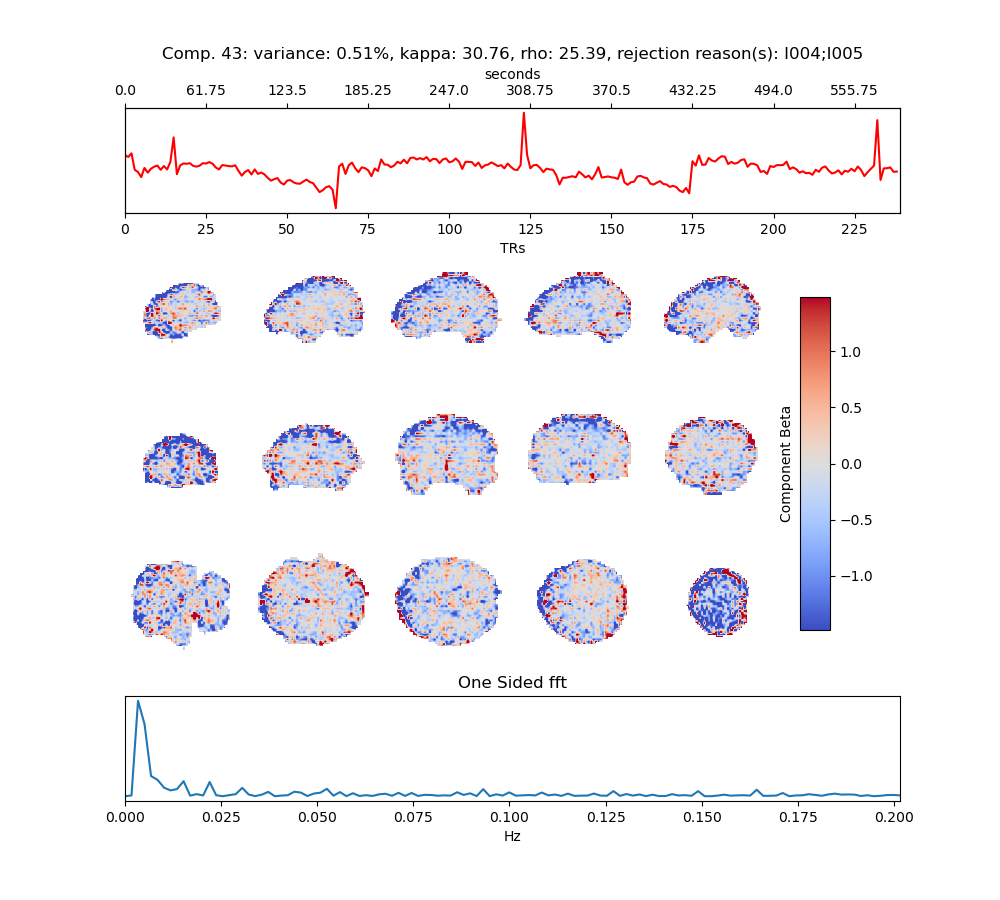 Comp. 43: variance: 0.51%, kappa: 30.76, rho: 25.39, rejection reason(s): I004;I005
seconds
0.0 61.75 123.5 185.25 247.0 308.75 370.5 432.25 494.0 555.75
0 25 50 75 100 125 150 175 200 225
TRs
1.0
0.5
0.0
−0.5
−1.0
Component Beta
One Sided fft
0.000 0.025 0.050 0.075 0.100 0.125 0.150 0.175 0.200
Hz